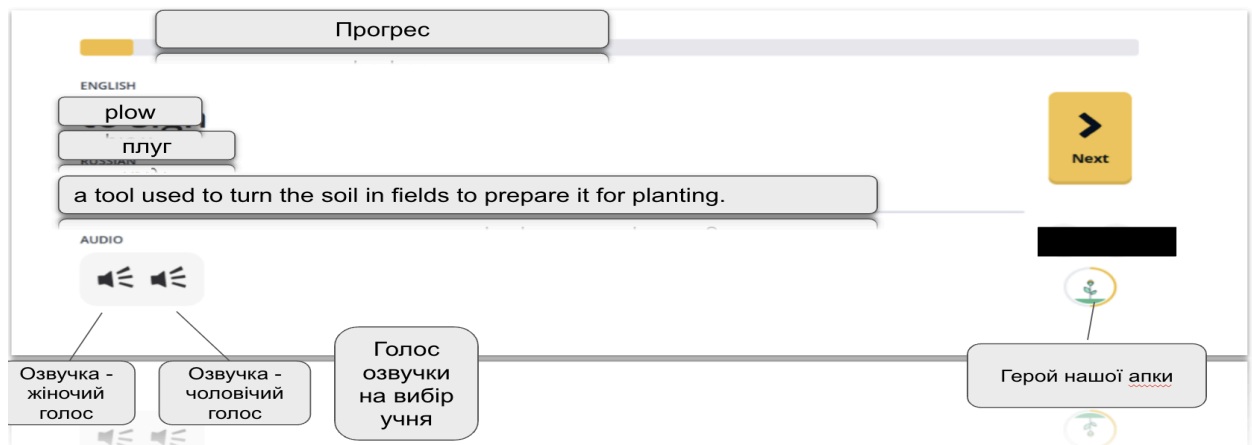 Прогрес
ENGLISH
plow
плуг
RUSSIAN
a tool used to turn the soil in fields to prepare it for planting.
Next
AUDIO
Озвучка -
жіночий
голос
Озвучка -
чоловічий
голос
Голос
озвучки
на вибір
учня
Герой нашої апки